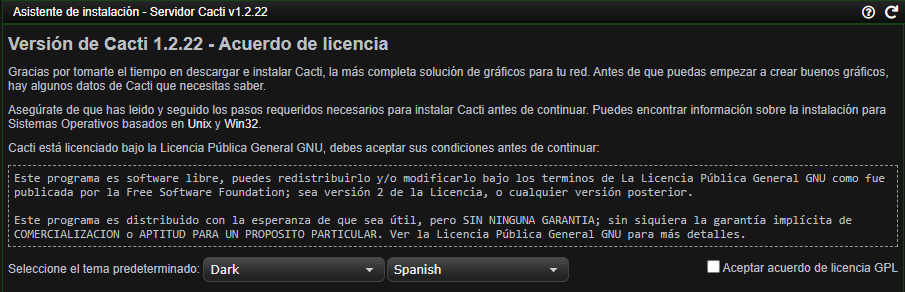 Asistente de instalación - Servidor Cacti v1.2.22
Versión de Cacti 1.2.22 - Acuerdo de licencia
Gracias por tomarte el tiempo en descargar e instalar Cacti, la más completa solución de gráficos para tu red. Antes de que puedas empezar a crear buenos gráficos,
hay algunos datos de Cacti que necesitas saber.
Asegúrate de que has leido y seguido los pasos requeridos necesarios para instalar Cacti antes de continuar. Puedes encontrar información sobre la instalación para
Sistemas Operativos basados en Unix y Win32.
Cacti está licenciado bajo la Licencia Pública General GNU, debes aceptar sus condiciones antes de continuar:
Este programa es software libre, puedes redistribuirlo y/o modificarlo bajo los terminos de La Licencia Pública General GNU como fue
publicada por la Free Software Foundation; sea versión 2 de la Licencia, o cualquier versión posterior.
Este programa es distribuido con la esperanza de que sea útil, pero SIN NINGUNA GARANTIA; sin siquiera la garantía implícita de
COMERCIALIZACION o APTITUD PARA UN PROPOSITO PARTICULAR. Ver la Licencia Pública General GNU para más detalles.
Seleccione el tema predeterminado: Dark Spanish Aceptar acuerdo de licencia GPL